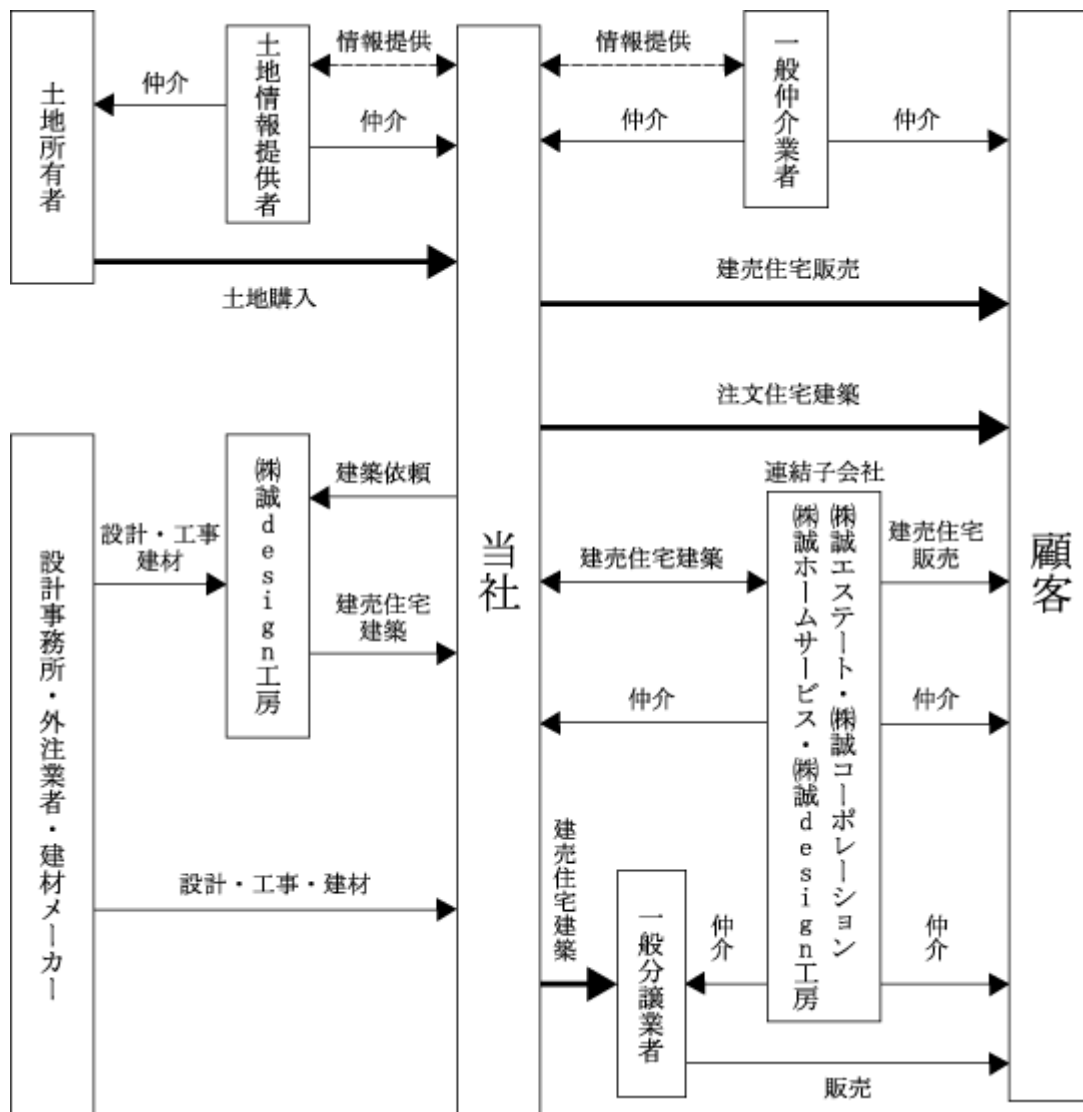 土地所有者
仲介
土地情報提供者
情報提供
仲介
土地購入
当社
情報提供
仲介
一般仲介業者
仲介
顧客
建売住宅販売
注文住宅建築
設計事務所・外注業者・建材メーカー
設計・工事
建材
㈱誠design工房
建築依頼
建売住宅
建築
設計・工事・建材
連結子会社
㈱誠エステート・㈱誠コーポレーション
㈱誠ホームサービス・㈱誠design工房
建売住宅建築
建売住宅
販売
仲介
仲介
建売住宅建築
一般分譲業者
仲介
仲介
販売